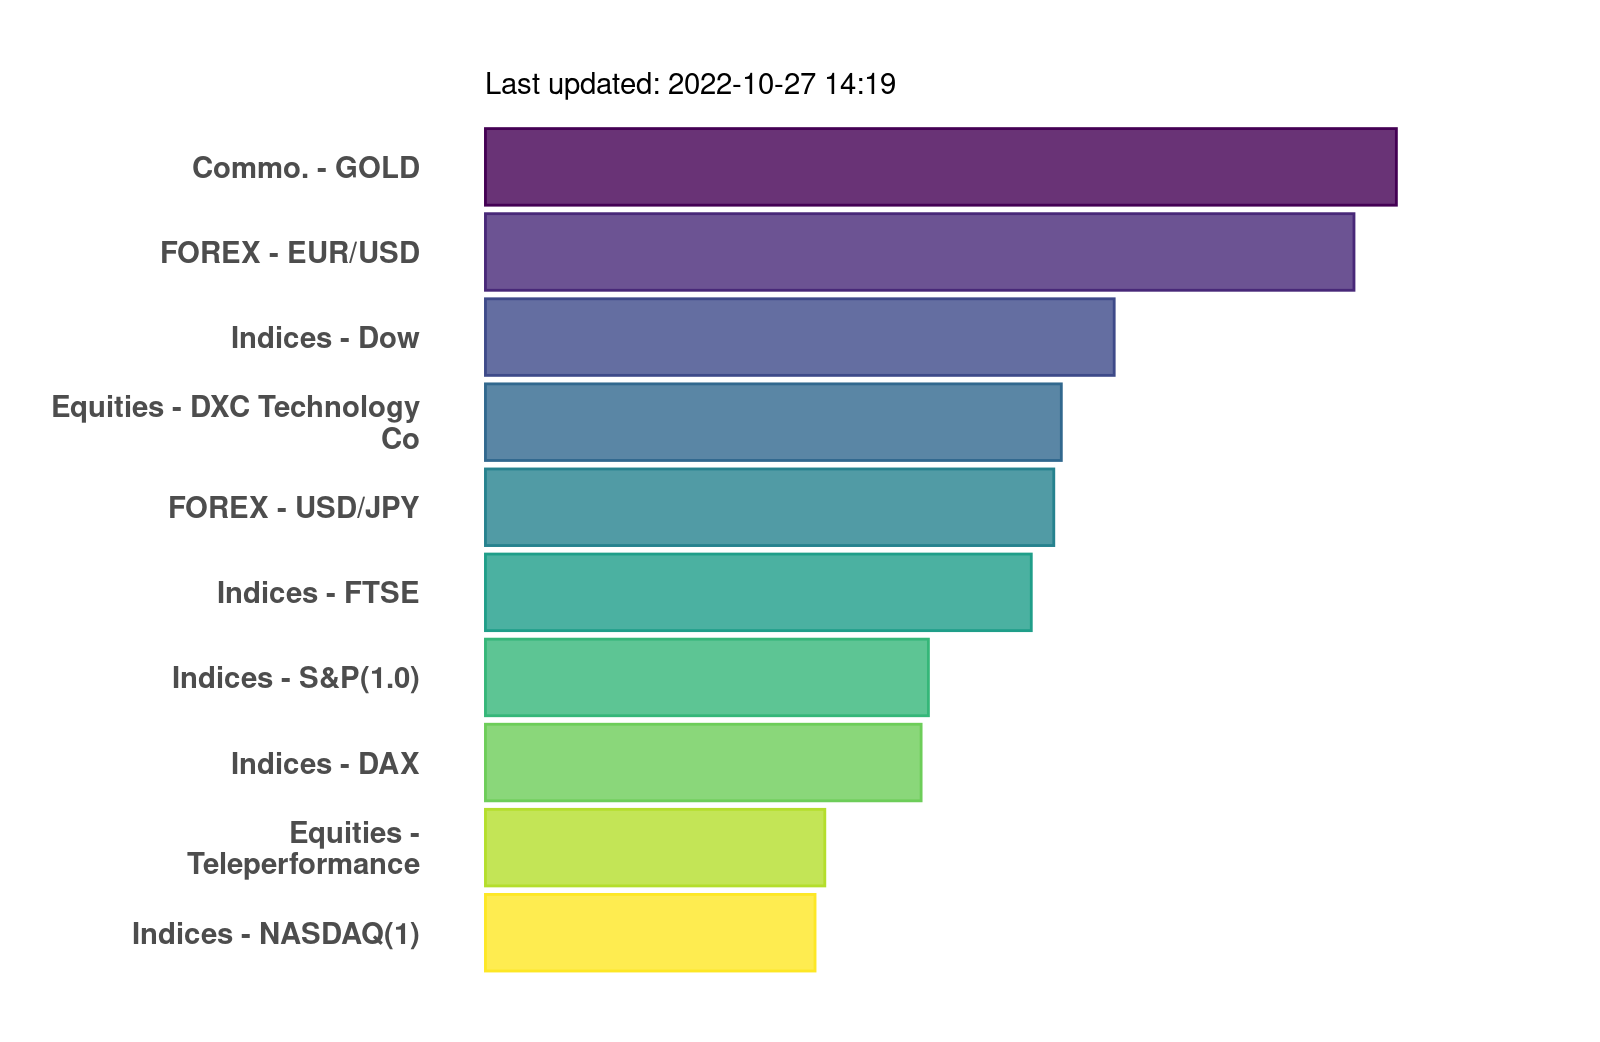 Last updated: 2022-10-27 14:19
Commo. - GOLD
FOREX - EUR/USD
Indices - Dow
Equities - DXC Technology
Co
FOREX - USD/JPY
Indices - FTSE
Indices - S&P(1.0)
Indices - DAX
Equities -
Teleperformance
Indices - NASDAQ(1)